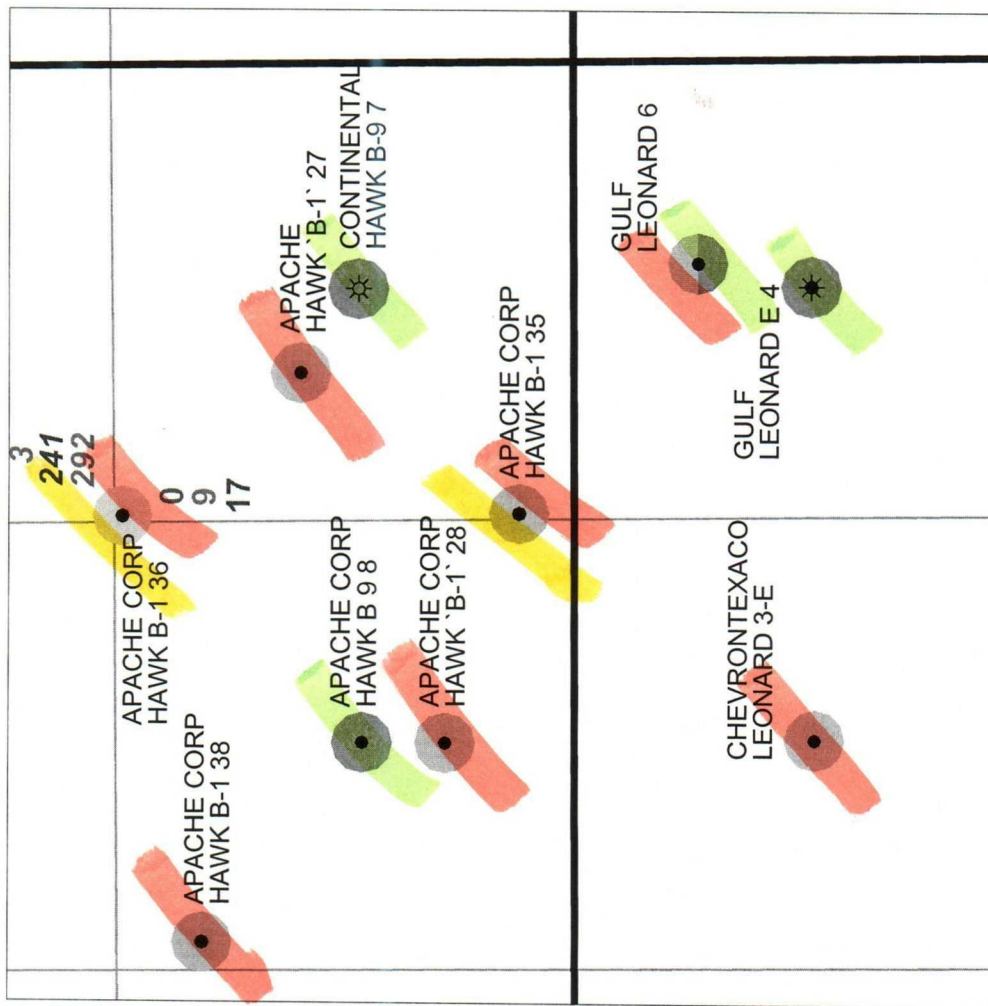 3
241
292
0
9
17
APACHE CORP
HAWK B-1 36
APACHE CORP
HAWK B-1 38
APACHE
HAWK `B-1` 27
CONTINENTAL
HAWK B-9 7
APACHE CORP
HAWK B 9 8
APACHE CORP
HAWK `B-1` 28
APACHE CORP
HAWK B-1 35
GULF
LEONARD 6
GULF
LEONARD E 4
CHEVRONTEXACO
LEONARD 3-E